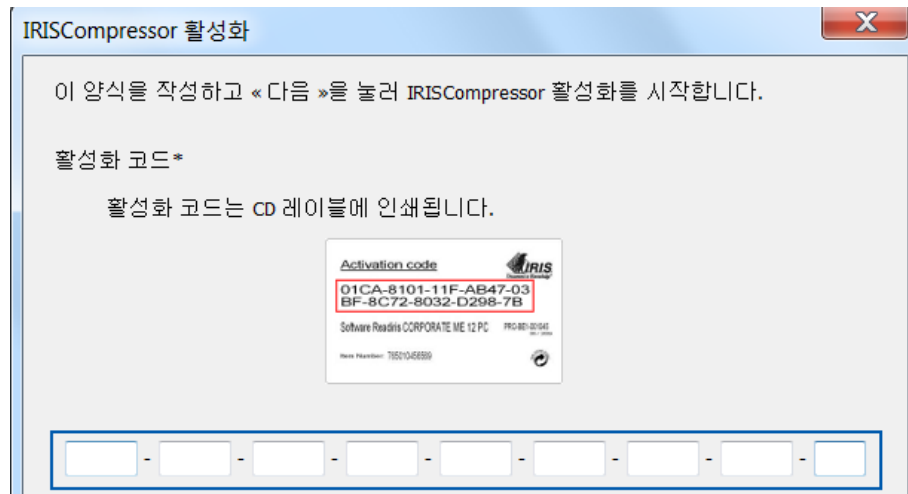 IRISCompressor 활성화
X
이 양식을 작성하고 « 다음 »을 눌러 IRISCompressor 활성화를 시작합니다.
활성화 코드*
활성화 코드는 CD 레이블에 인쇄됩니다.
Activation code
IRIS
01CA-8101-11F-AB47-03
BF-8C72-8032-D298-7B
Software Readiris CORPORATE ME 12 PC
Item Number: 765010456589
- - - - - - - -